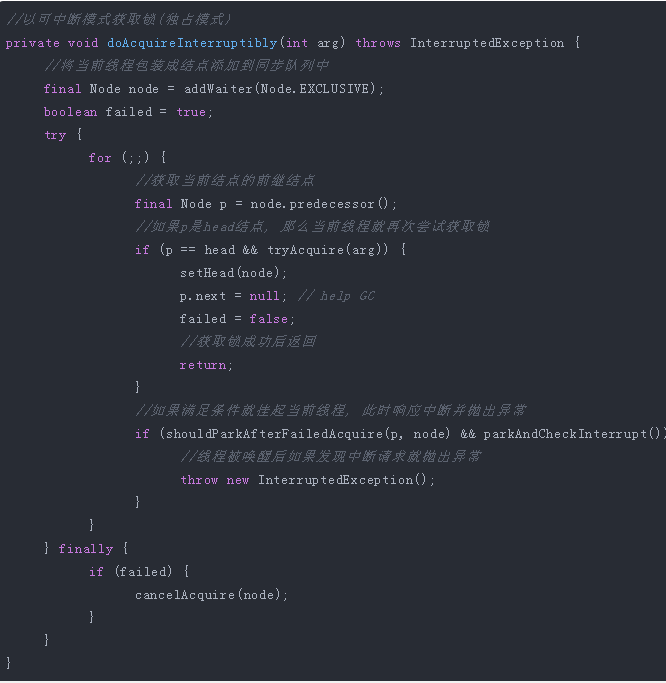 //以可中断模式获取锁(独占模式)
private void doAcquireInterruptibly(int arg) throws InterruptedException {
//将当前线程包装成结点添加到同步队列中
final Node node = addWaiter(Node.EXCLUSIVE);
boolean failed = true;
try {
for (;;) {
//获取当前结点的前继结点
final Node p = node.predecessor();
//如果p是head结点, 那么当前线程就再次尝试获取锁
if (p == head && tryAcquire(arg)) {
setHead(node);
p.next = null; // help GC
failed = false;
//获取锁成功后返回
return;
}
//如果满足条件就挂起当前线程, 此时响应中断并抛出异常
if (shouldParkAfterFailedAcquire(p, node) && parkAndCheckInterrupt())
//线程被唤醒后如果发现中断请求就抛出异常
throw new InterruptedException();
}
}
} finally {
if (failed) {
cancelAcquire(node);
}
}
}